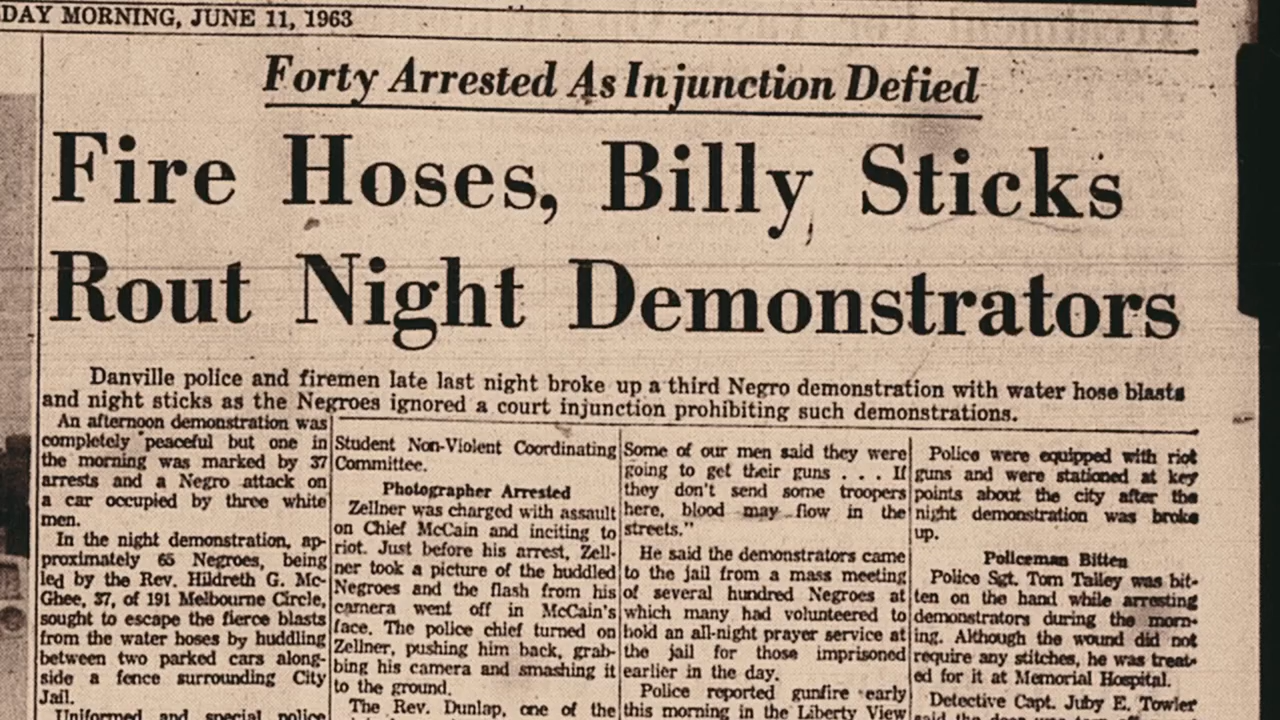 DAY MORNING, JUNE 11, 1963
Forty Arrested As Injunction Defied
Fire Hoses, Billy Sticks
Rout Night Demonstrators
Danville police and firemen late last night broke up a third Negro demonstration with water hose blasts
and night sticks as the Negroes ignored a court injunction prohibiting such demonstrations.
An afternoon demonstration was
completely peaceful but one in
the morning was marked by 37
arrests and a Negro attack on
a car occupied by three white
men.
In the night demonstration, ap-
proximately 65 Negroes, being
led by the Rev. Hildreth G. Mc-
Ghee, 37, of 191 Melbourne Circle,
sought to escape the fierce blasts
from the water hoses by huddling
between two parked cars along-
side a fence surrounding City
Jail.
Uniformed and special police
Student Non-Violent Coordinating
Committee.
Photographer Arrested
Zellner was charged with assault
on Chief McCain and inciting to
riot. Just before his arrest, Zell-
ner took a picture of the huddled
Negroes and the flash from his
camera went off in McCain's
face. The police chief turned on
Zellner, pushing him back, grab-
bing his camera and smashing it
to the ground.
The Rev. Dunlap, one of the
Some of our men said they were
going to get their guns . . . If
they don't send some troopers
here, blood may flow in the
streets."
He said the demonstrators came
to the jail from a mass meeting
of several hundred Negroes at
which many had volunteered to
hold an all-night prayer service at
the jail for those imprisoned
earlier in the day.
Police reported gunfire early
this morning in the Liberty View
Police were equipped with riot
guns and were stationed at key
points about the city after the
night demonstration was broke
up.
Policeman Bitten
Police Sgt. Tom Talley was bit-
ten on the hand while arresting
demonstrators during the morn-
ing. Although the wound did not
require any stitches, he was treat-
ed for it at Memorial Hospital.
Detective Capt. Juby E. Towler